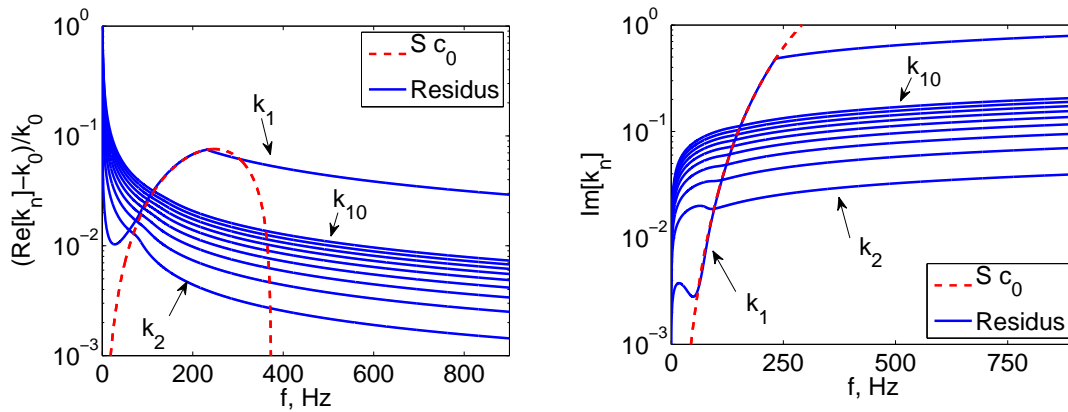 (Re[k_n]−k_0)/k_0
10^0
10^{-1}
10^{-2}
10^{-3}
0 200 400 600 800
f, Hz
S c_0
Residus
k_1
k_10
k_2
Im[k_n]
10^0
10^{-1}
10^{-2}
10^{-3}
0 250 500 750
f, Hz
k_10
k_2
k_1
S c_0
Residus